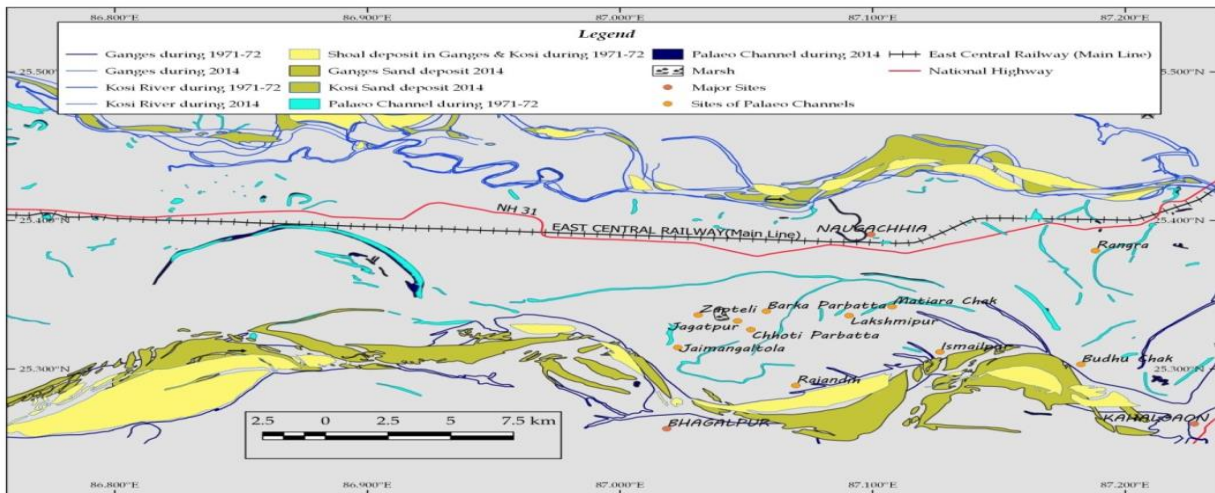 86.800°E 86.900°E 87.000°E 87.100°E 87.200°E
Legend
Ganges during 1971-72
Ganges during 2014
Kosi River during 1971-72
Kosi River during 2014
Shoal deposit in Ganges & Kosi during 1971-72
Ganges Sand deposit 2014
Kosi Sand deposit 2014
Palaeo Channel during 1971-72
Palaeo Channel during 2014
Marsh
Major Sites
Sites of Palaeo Channels
East Central Railway (Main Line)
National Highway
25.500°N 25.500°N
25.400°N 25.400°N
NH 31
EAST CENTRAL RAILWAY(Main Line)
NAUGACHHIA
Rangra
Zapteli
Barka Parbatta
Matiara Chak
Jagatpur
Lakshmipur
Chhoti Parbatta
Jaimangaltola
Ismailpur
Budhu Chak
25.300°N 25.300°N
BHAGALPUR
KAHALGAON
2.5 0 2.5 5 7.5 km
86.800°E 86.900°E 87.000°E 87.100°E 87.200°E